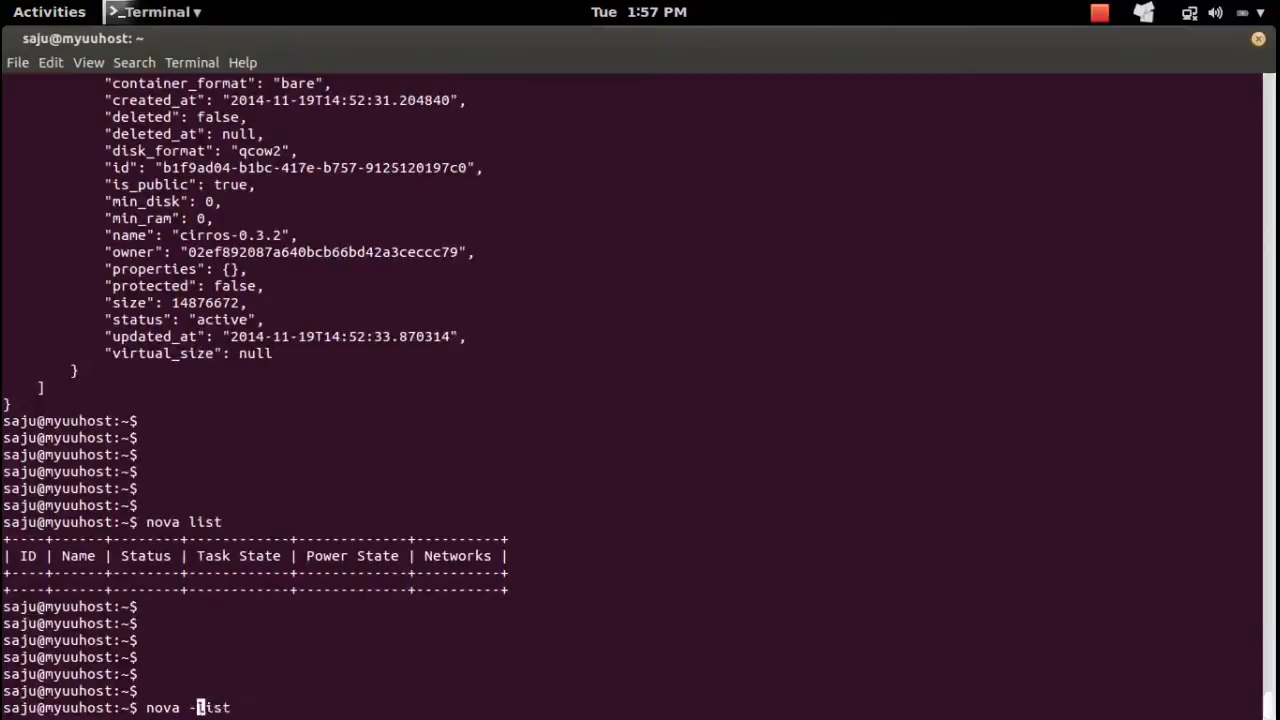 Activities >_Terminal ▾ Tue 1:57 PM
saju@myuuhost: ~
File Edit View Search Terminal Help
"container_format": "bare",
"created_at": "2014-11-19T14:52:31.204840",
"deleted": false,
"deleted_at": null,
"disk_format": "qcow2",
"id": "b1f9ad04-b1bc-417e-b757-9125120197c0",
"is_public": true,
"min_disk": 0,
"min_ram": 0,
"name": "cirros-0.3.2",
"owner": "02ef892087a640bcb66bd42a3ceccc79",
"properties": {},
"protected": false,
"size": 14876672,
"status": "active",
"updated_at": "2014-11-19T14:52:33.870314",
"virtual_size": null
}
]
}
saju@myuuhost:~$
saju@myuuhost:~$
saju@myuuhost:~$
saju@myuuhost:~$
saju@myuuhost:~$
saju@myuuhost:~$
saju@myuuhost:~$ nova list
+----+------+--------+------------+-------------+----------+
| ID | Name | Status | Task State | Power State | Networks |
+----+------+--------+------------+-------------+----------+
+----+------+--------+------------+-------------+----------+
saju@myuuhost:~$
saju@myuuhost:~$
saju@myuuhost:~$
saju@myuuhost:~$
saju@myuuhost:~$
saju@myuuhost:~$
saju@myuuhost:~$ nova -list